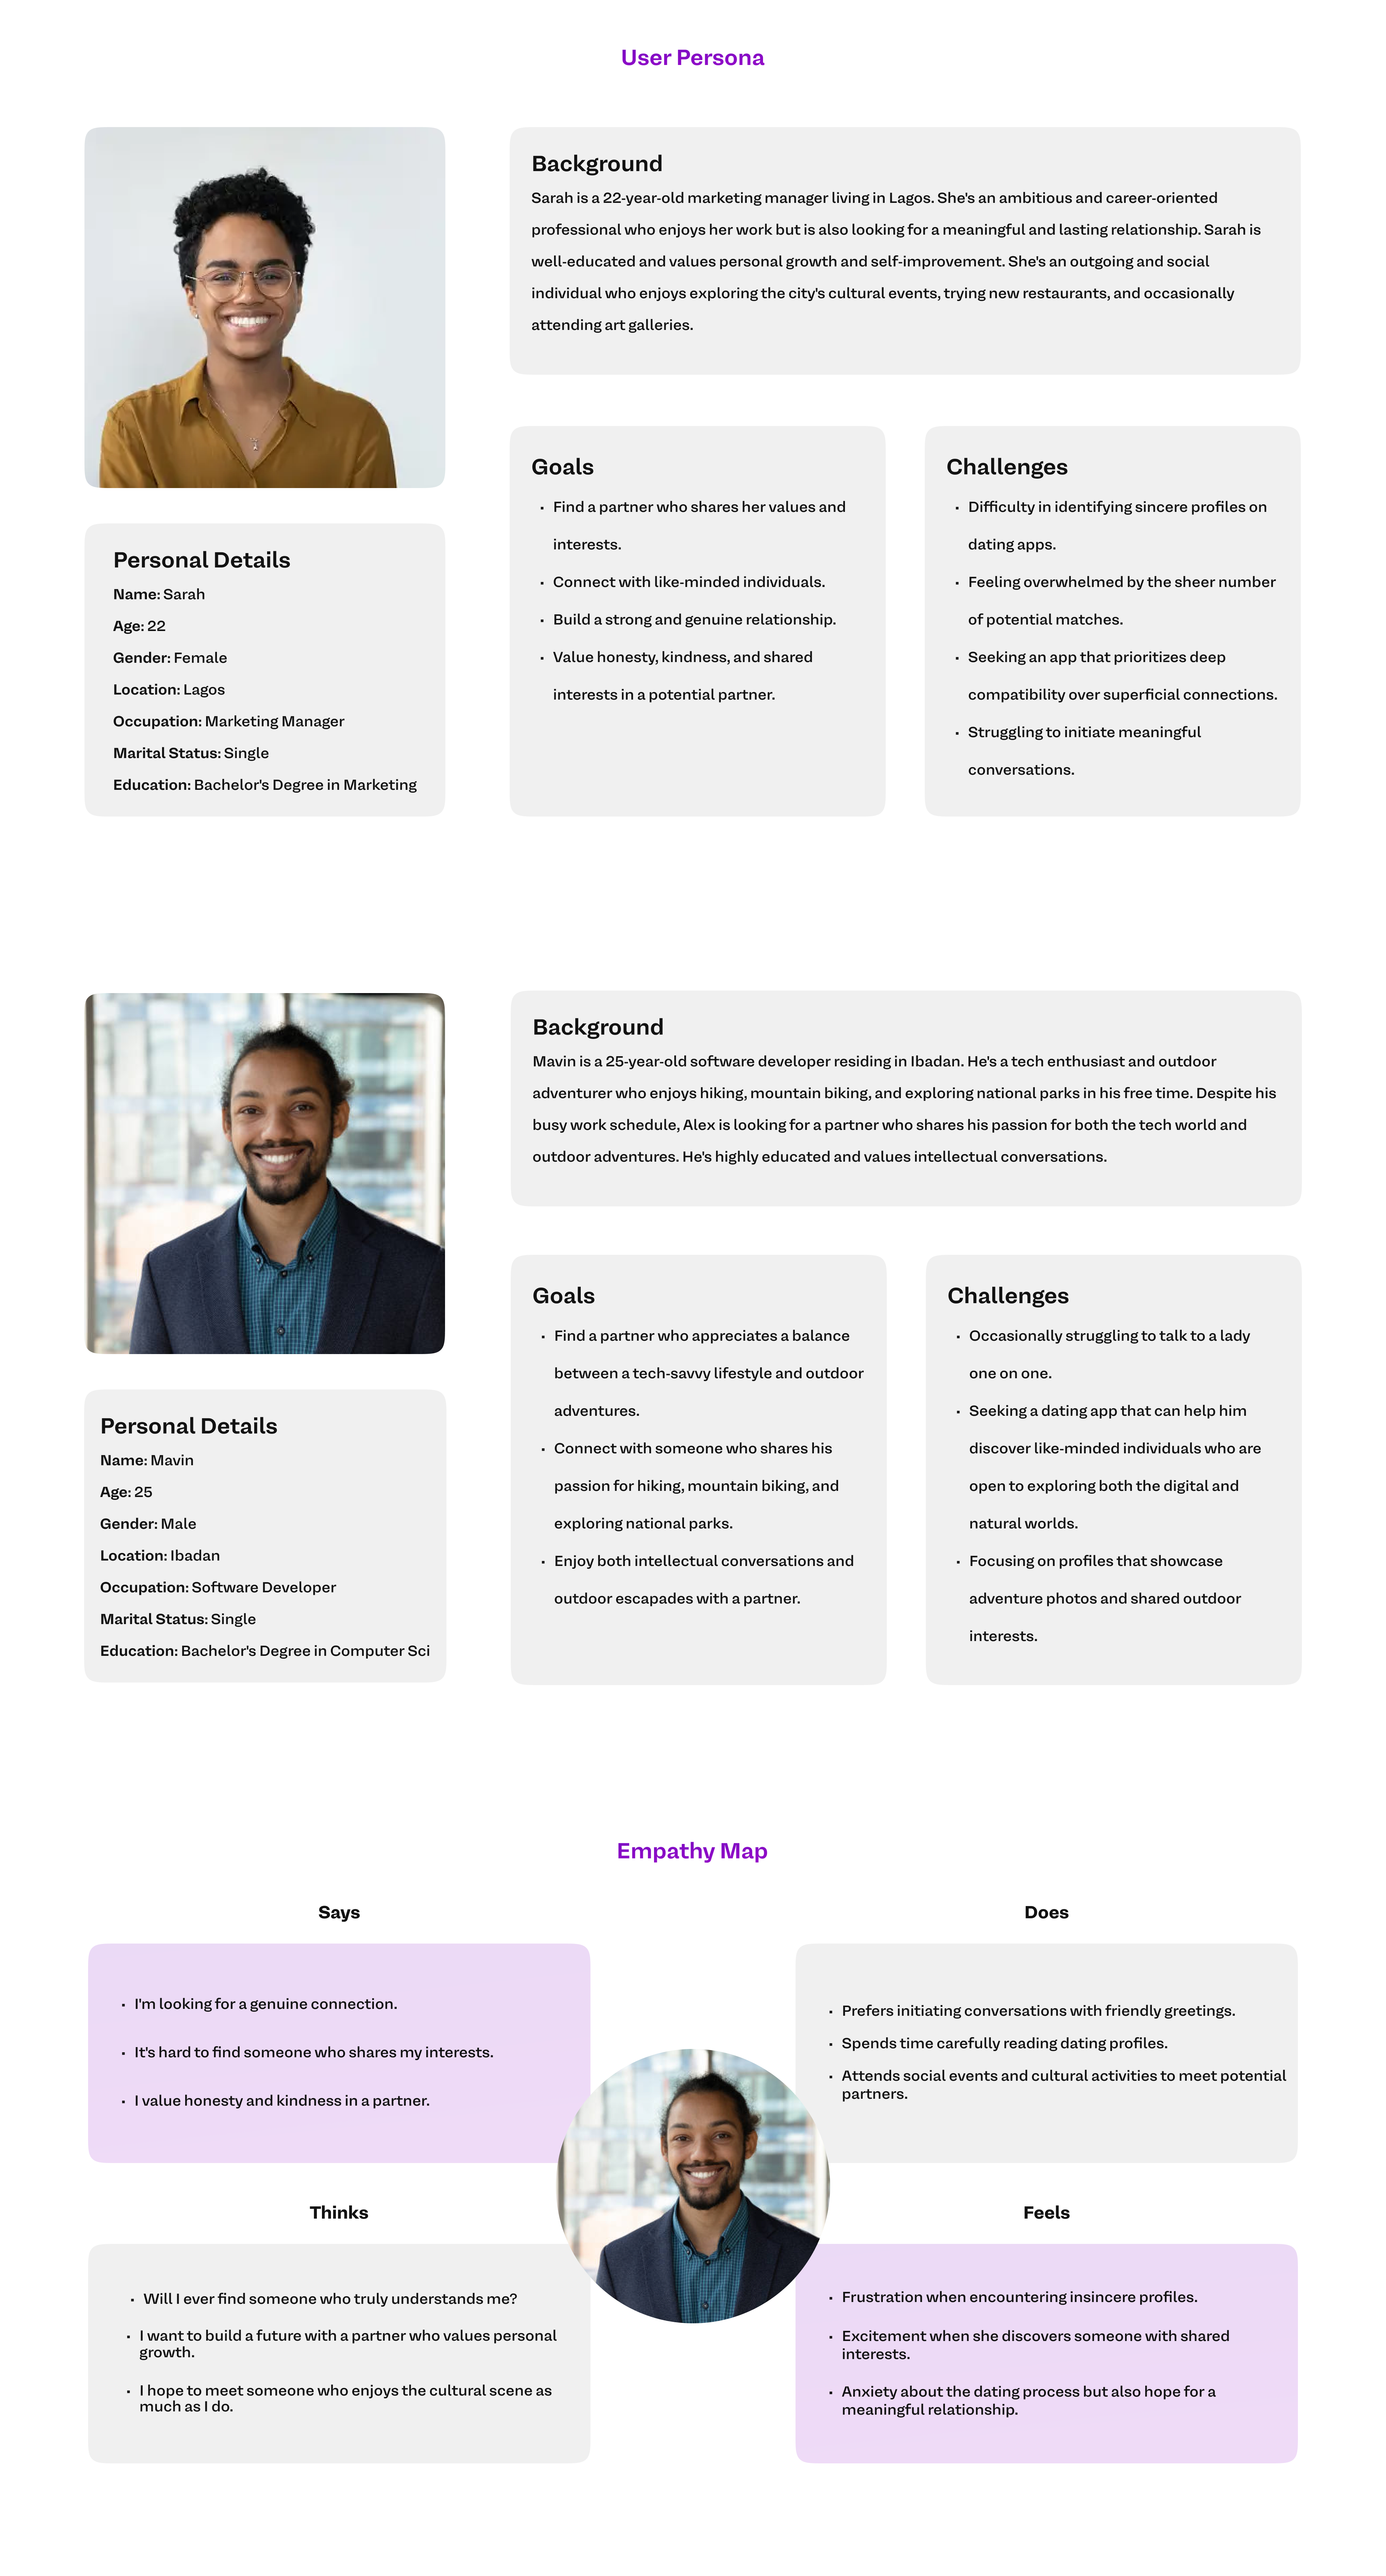 User Persona
Background
Sarah is a 22-year-old marketing manager living in Lagos. She's an ambitious and career-oriented
professional who enjoys her work but is also looking for a meaningful and lasting relationship. Sarah is
well-educated and values personal growth and self-improvement. She's an outgoing and social
individual who enjoys exploring the city's cultural events, trying new restaurants, and occasionally
attending art galleries.
Personal Details
Name: Sarah
Age: 22
Gender: Female
Location: Lagos
Occupation: Marketing Manager
Marital Status: Single
Education: Bachelor's Degree in Marketing
Goals
• Find a partner who shares her values and
interests.
• Connect with like-minded individuals.
• Build a strong and genuine relationship.
• Value honesty, kindness, and shared
interests in a potential partner.
Challenges
• Difficulty in identifying sincere profiles on
dating apps.
• Feeling overwhelmed by the sheer number
of potential matches.
• Seeking an app that prioritizes deep
compatibility over superficial connections.
• Struggling to initiate meaningful
conversations.
Background
Mavin is a 25-year-old software developer residing in Ibadan. He's a tech enthusiast and outdoor
adventurer who enjoys hiking, mountain biking, and exploring national parks in his free time. Despite his
busy work schedule, Alex is looking for a partner who shares his passion for both the tech world and
outdoor adventures. He's highly educated and values intellectual conversations.
Personal Details
Name: Mavin
Age: 25
Gender: Male
Location: Ibadan
Occupation: Software Developer
Marital Status: Single
Education: Bachelor's Degree in Computer Sci
Goals
• Find a partner who appreciates a balance
between a tech-savvy lifestyle and outdoor
adventures.
• Connect with someone who shares his
passion for hiking, mountain biking, and
exploring national parks.
• Enjoy both intellectual conversations and
outdoor escapades with a partner.
Challenges
• Occasionally struggling to talk to a lady
one on one.
• Seeking a dating app that can help him
discover like-minded individuals who are
open to exploring both the digital and
natural worlds.
• Focusing on profiles that showcase
adventure photos and shared outdoor
interests.
Empathy Map
Says
• I'm looking for a genuine connection.
• It's hard to find someone who shares my interests.
• I value honesty and kindness in a partner.
Does
• Prefers initiating conversations with friendly greetings.
• Spends time carefully reading dating profiles.
• Attends social events and cultural activities to meet potential
partners.
Thinks
• Will I ever find someone who truly understands me?
• I want to build a future with a partner who values personal
growth.
• I hope to meet someone who enjoys the cultural scene as
much as I do.
Feels
• Frustration when encountering insincere profiles.
• Excitement when she discovers someone with shared
interests.
• Anxiety about the dating process but also hope for a
meaningful relationship.